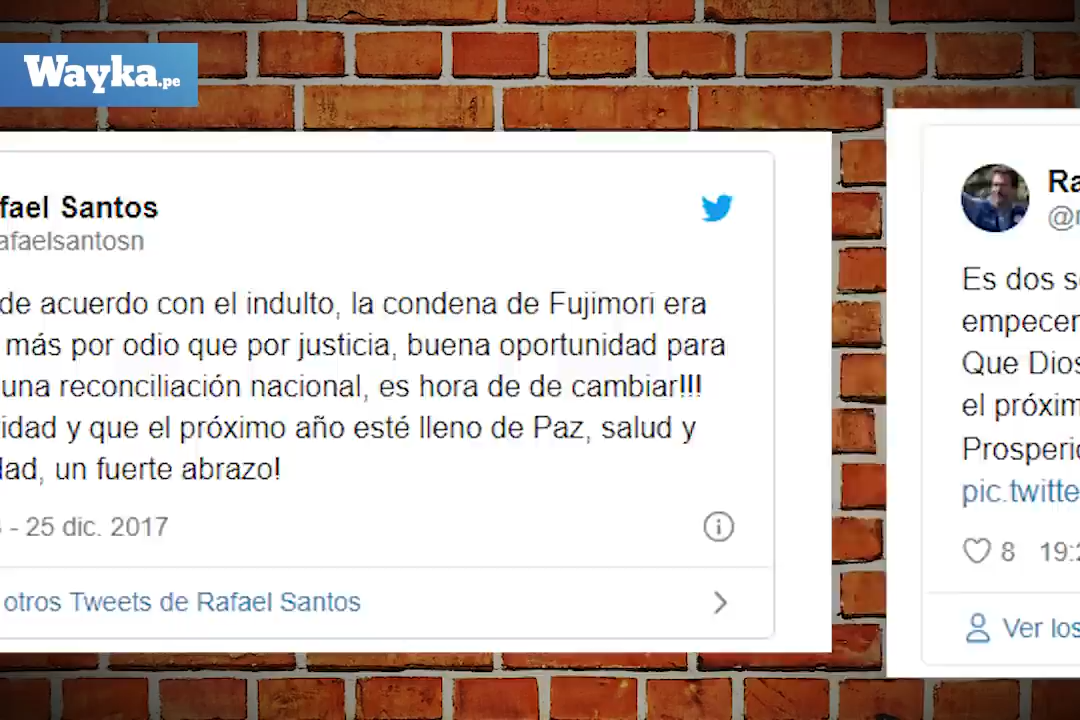 Wayka.pe
fael Santos
afaelsantosn
de acuerdo con el indulto, la condena de Fujimori era
más por odio que por justicia, buena oportunidad para
una reconciliación nacional, es hora de de cambiar!!!
idad y que el próximo año esté lleno de Paz, salud y
dad, un fuerte abrazo!
- 25 dic. 2017
otros Tweets de Rafael Santos
Ra
@r
Es dos s
empecer
Que Dios
el próxim
Prosperid
pic.twitte
8 19:2
Ver los